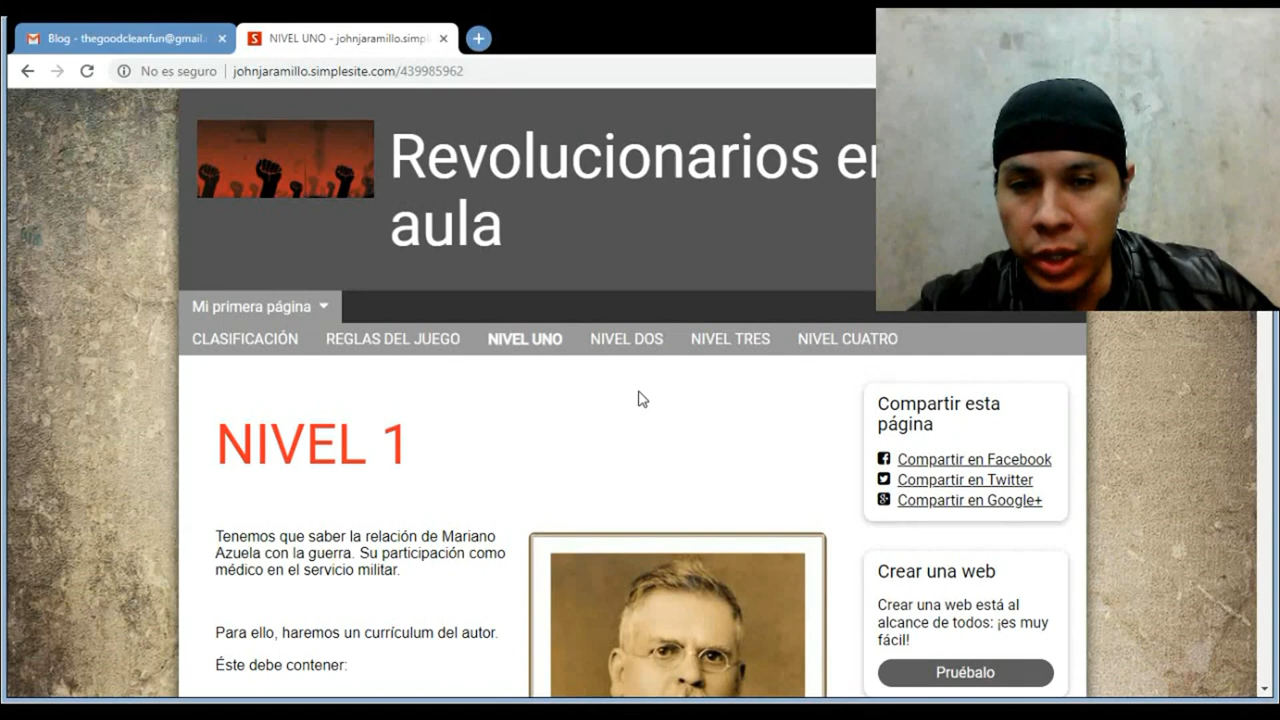 Blog - thegoodcleanfun@gmail.
NIVEL UNO - johnjaramillo.simpl
No es seguro johnjaramillo.simplesite.com/439985962
Revolucionarios en
aula
Mi primera página
CLASIFICACIÓN REGLAS DEL JUEGO NIVEL UNO NIVEL DOS NIVEL TRES NIVEL CUATRO
NIVEL 1
Tenemos que saber la relación de Mariano
Azuela con la guerra. Su participación como
médico en el servicio militar.
Para ello, haremos un currículum del autor.
Éste debe contener:
Compartir esta
página
Compartir en Facebook
Compartir en Twitter
Compartir en Google+
Crear una web
Crear una web está al
alcance de todos: ¡es muy
fácil!
Pruébalo